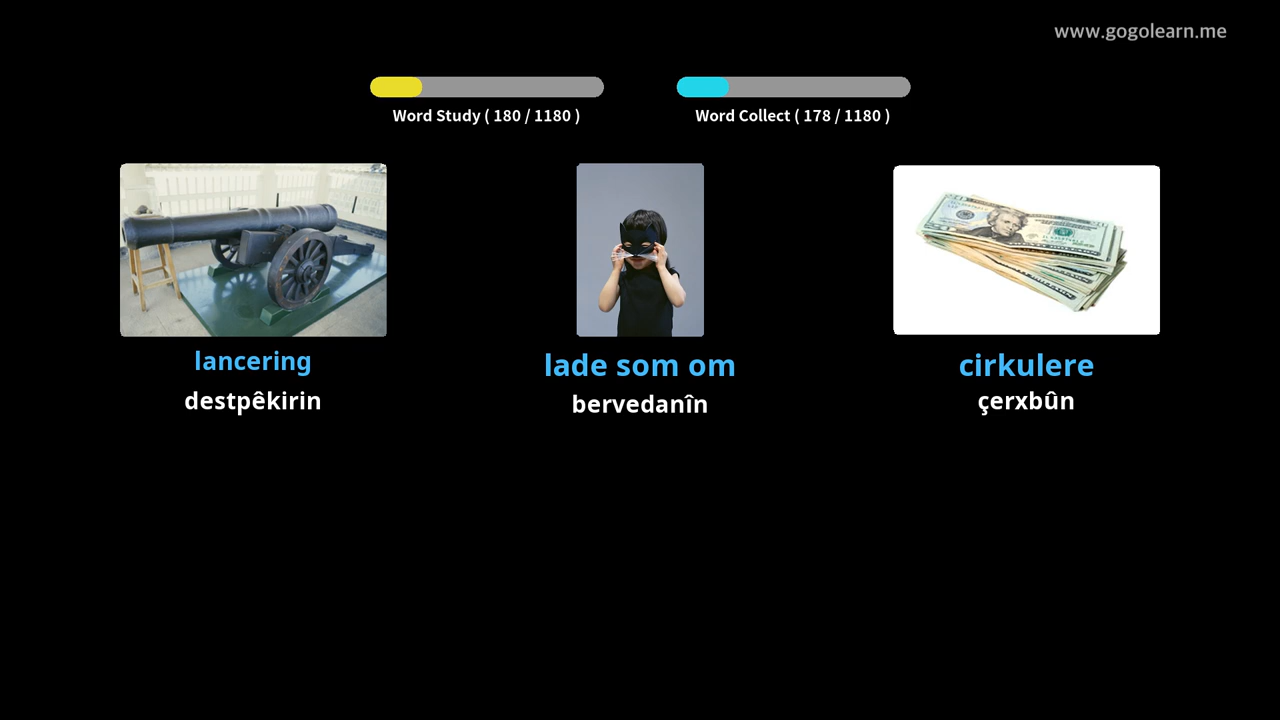 www.gogolearn.me
Word Study ( 180 / 1180 )
Word Collect ( 178 / 1180 )
lancering
lade som om
cirkulere
destpêkirin
bervedanîn
çerxbûn